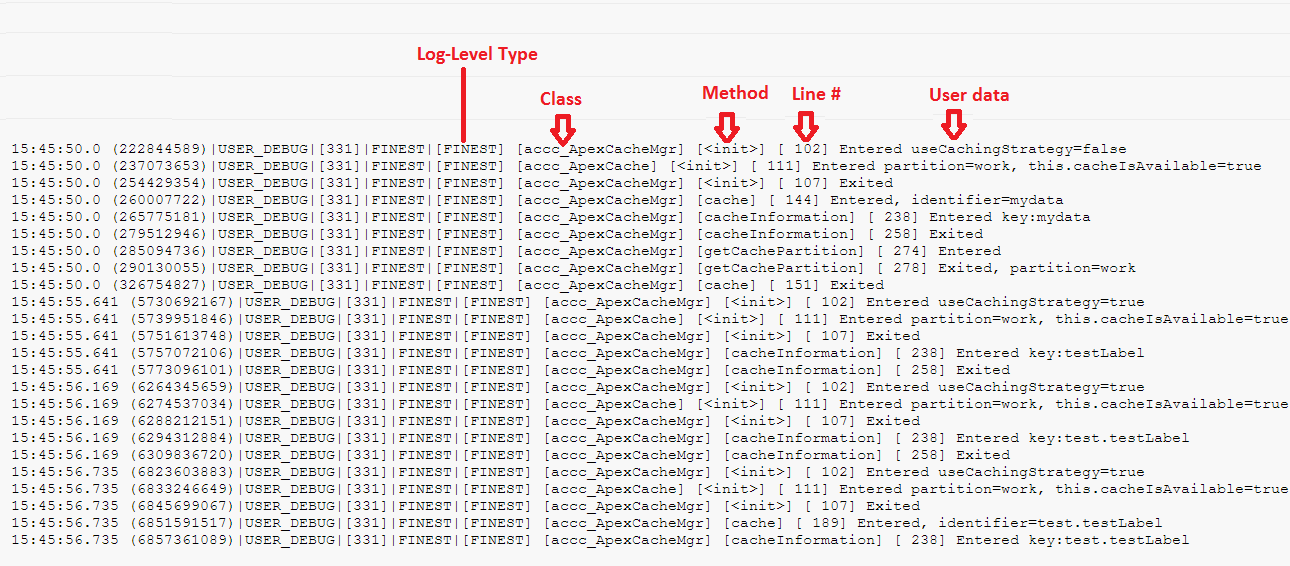 Log-Level Type
Class
Method
Line #
User data
15:45:50.0 (222844589)|USER_DEBUG|[331]|FINEST|[FINEST] [accc_ApexCacheMgr] [<init>] [ 102] Entered useCachingStrategy=false
15:45:50.0 (237073653)|USER_DEBUG|[331]|FINEST|[FINEST] [accc_ApexCache] [<init>] [ 111] Entered partition=work, this.cacheIsAvailable=true
15:45:50.0 (254429354)|USER_DEBUG|[331]|FINEST|[FINEST] [accc_ApexCacheMgr] [<init>] [ 107] Exited
15:45:50.0 (260007722)|USER_DEBUG|[331]|FINEST|[FINEST] [accc_ApexCacheMgr] [cache] [ 144] Entered, identifier=mydata
15:45:50.0 (265775181)|USER_DEBUG|[331]|FINEST|[FINEST] [accc_ApexCacheMgr] [cacheInformation] [ 238] Entered key:mydata
15:45:50.0 (279512946)|USER_DEBUG|[331]|FINEST|[FINEST] [accc_ApexCacheMgr] [cacheInformation] [ 258] Exited
15:45:50.0 (285094736)|USER_DEBUG|[331]|FINEST|[FINEST] [accc_ApexCacheMgr] [getCachePartition] [ 274] Entered
15:45:50.0 (290130055)|USER_DEBUG|[331]|FINEST|[FINEST] [accc_ApexCacheMgr] [getCachePartition] [ 278] Exited, partition=work
15:45:50.0 (326754827)|USER_DEBUG|[331]|FINEST|[FINEST] [accc_ApexCacheMgr] [cache] [ 151] Exited
15:45:55.641 (5730692167)|USER_DEBUG|[331]|FINEST|[FINEST] [accc_ApexCacheMgr] [<init>] [ 102] Entered useCachingStrategy=true
15:45:55.641 (5739951846)|USER_DEBUG|[331]|FINEST|[FINEST] [accc_ApexCache] [<init>] [ 111] Entered partition=work, this.cacheIsAvailable=true
15:45:55.641 (5751613748)|USER_DEBUG|[331]|FINEST|[FINEST] [accc_ApexCacheMgr] [<init>] [ 107] Exited
15:45:55.641 (5757072106)|USER_DEBUG|[331]|FINEST|[FINEST] [accc_ApexCacheMgr] [cacheInformation] [ 238] Entered key:testLabel
15:45:55.641 (5773096101)|USER_DEBUG|[331]|FINEST|[FINEST] [accc_ApexCacheMgr] [cacheInformation] [ 258] Exited
15:45:56.169 (6264345659)|USER_DEBUG|[331]|FINEST|[FINEST] [accc_ApexCacheMgr] [<init>] [ 102] Entered useCachingStrategy=true
15:45:56.169 (6274537034)|USER_DEBUG|[331]|FINEST|[FINEST] [accc_ApexCache] [<init>] [ 111] Entered partition=work, this.cacheIsAvailable=true
15:45:56.169 (6288212151)|USER_DEBUG|[331]|FINEST|[FINEST] [accc_ApexCacheMgr] [<init>] [ 107] Exited
15:45:56.169 (6294312884)|USER_DEBUG|[331]|FINEST|[FINEST] [accc_ApexCacheMgr] [cacheInformation] [ 238] Entered key:test.testLabel
15:45:56.169 (6309836720)|USER_DEBUG|[331]|FINEST|[FINEST] [accc_ApexCacheMgr] [cacheInformation] [ 258] Exited
15:45:56.735 (6823603883)|USER_DEBUG|[331]|FINEST|[FINEST] [accc_ApexCacheMgr] [<init>] [ 102] Entered useCachingStrategy=true
15:45:56.735 (6833246649)|USER_DEBUG|[331]|FINEST|[FINEST] [accc_ApexCache] [<init>] [ 111] Entered partition=work, this.cacheIsAvailable=true
15:45:56.735 (6845699067)|USER_DEBUG|[331]|FINEST|[FINEST] [accc_ApexCacheMgr] [<init>] [ 107] Exited
15:45:56.735 (6851591517)|USER_DEBUG|[331]|FINEST|[FINEST] [accc_ApexCacheMgr] [cache] [ 189] Entered, identifier=test.testLabel
15:45:56.735 (6857361089)|USER_DEBUG|[331]|FINEST|[FINEST] [accc_ApexCacheMgr] [cacheInformation] [ 238] Entered key:test.testLabel